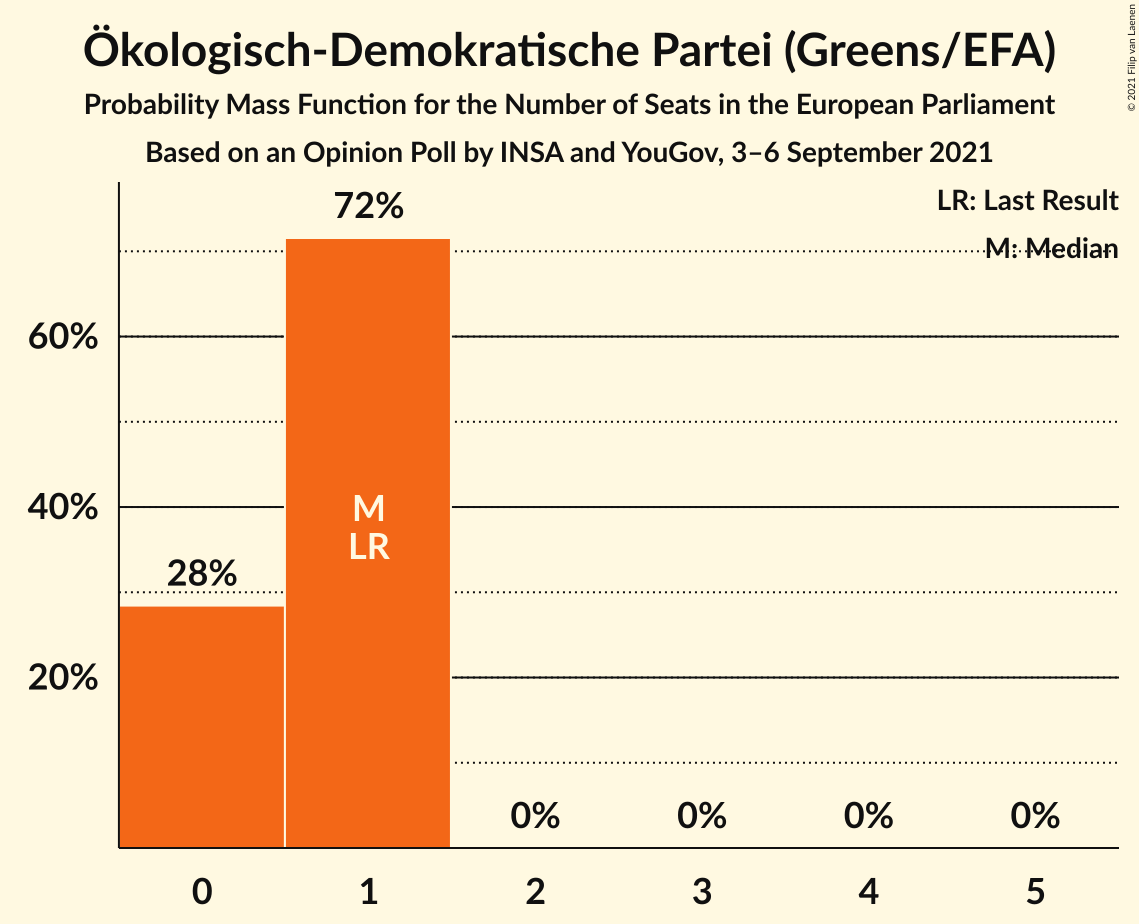 Ökologisch-Demokratische Partei (Greens/EFA)
Probability Mass Function for the Number of Seats in the European Parliament
Based on an Opinion Poll by INSA and YouGov, 3–6 September 2021
© 2021 Filip van Laenen
LR: Last Result
M: Median
72%
60%
40%
20%
28%
M
LR
0% 0% 0% 0%
0 1 2 3 4 5